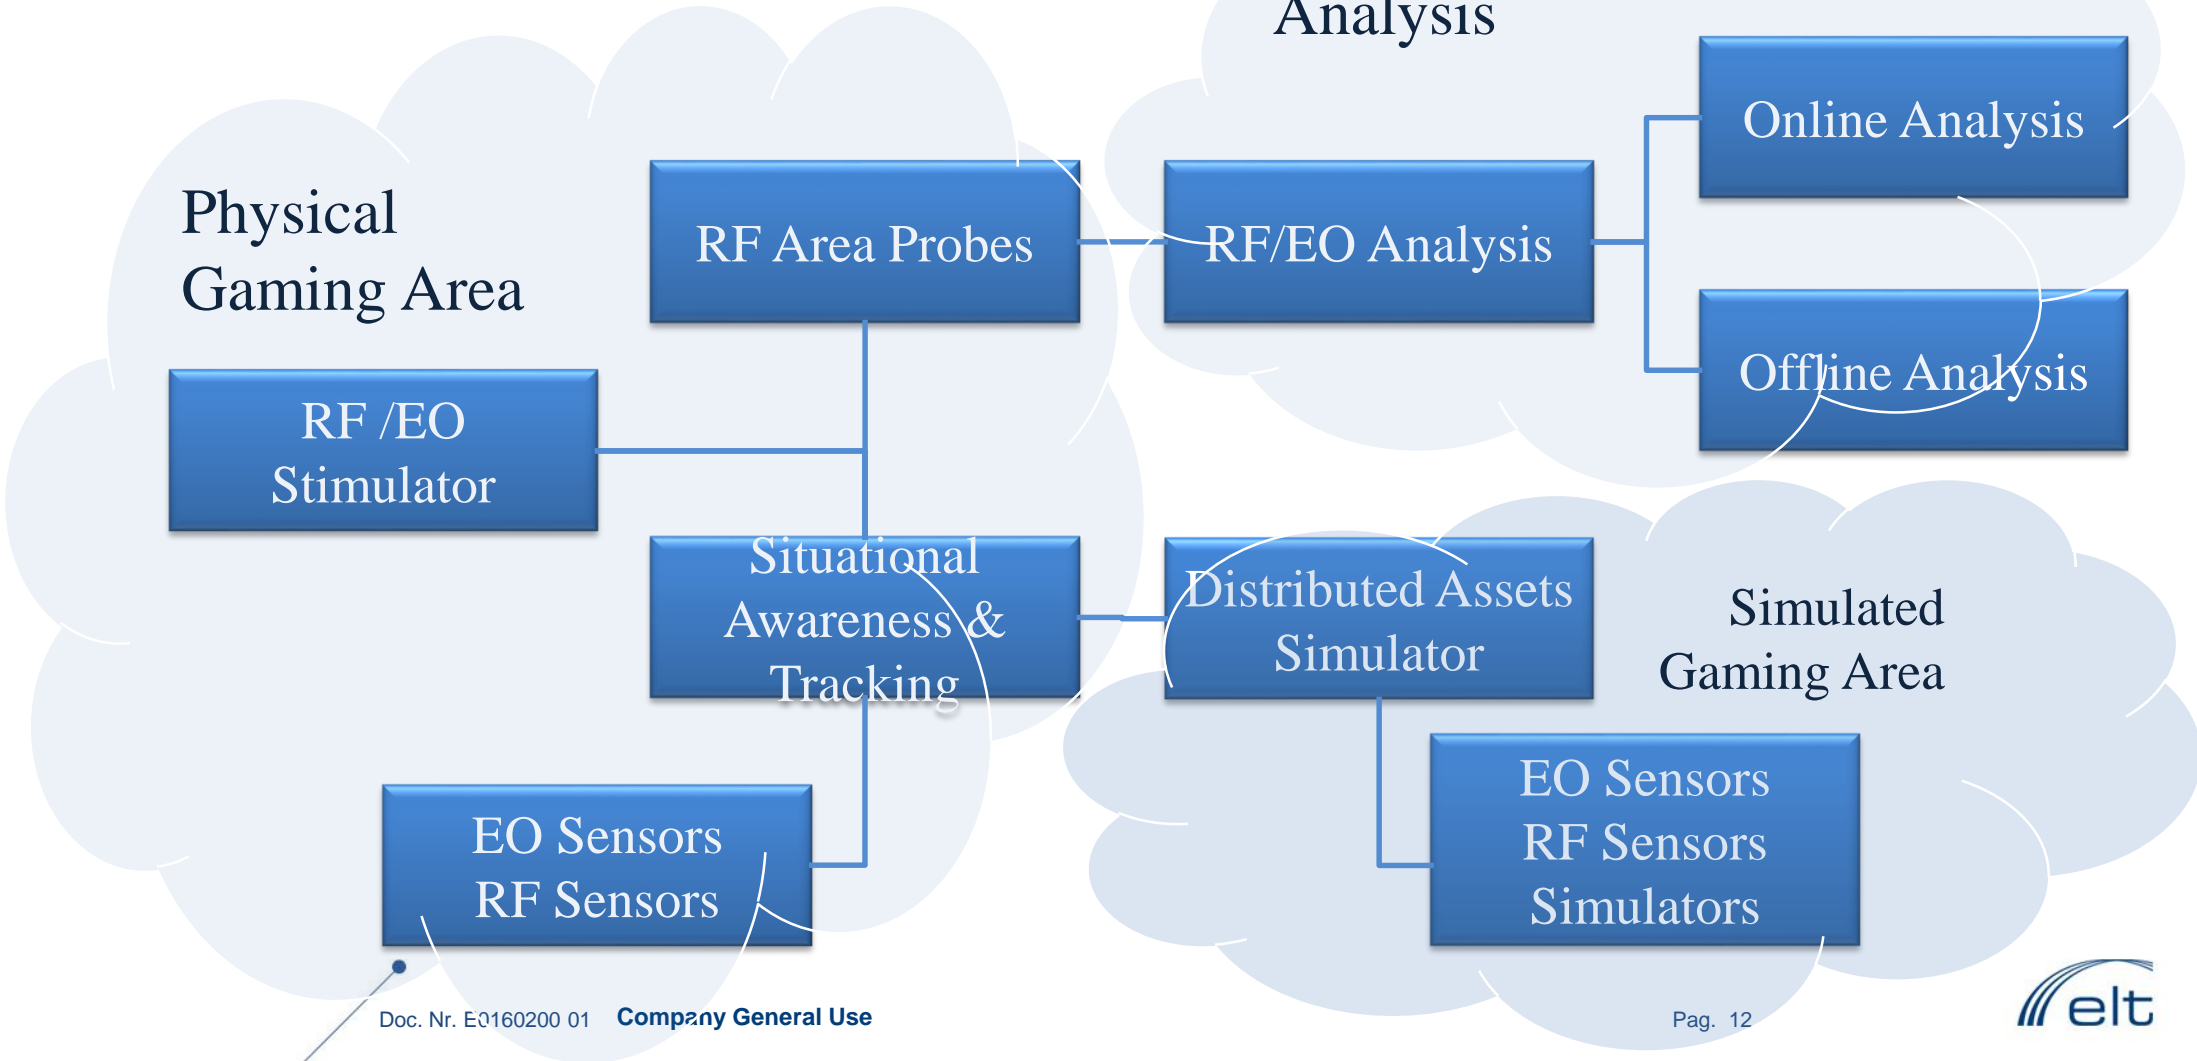 Analysis
Online Analysis
Physical
Gaming Area
RF Area Probes
RF/EO Analysis
Offline Analysis
RF /EO
Stimulator
Situational
Awareness &
Tracking
Distributed Assets
Simulator
Simulated
Gaming Area
EO Sensors
RF Sensors
EO Sensors
RF Sensors
Simulators
Doc. Nr. E0160200 01 Company General Use
Pag. 12
elt